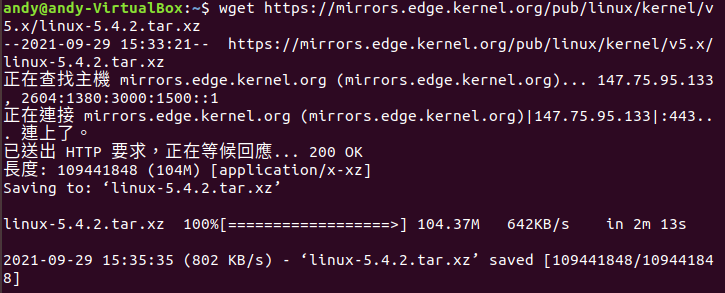 andy@andy-VirtualBox:~$ wget https://mirrors.edge.kernel.org/pub/linux/kernel/v
5.x/linux-5.4.2.tar.xz
--2021-09-29 15:33:21--  https://mirrors.edge.kernel.org/pub/linux/kernel/v5.x/
linux-5.4.2.tar.xz
正在查找主機 mirrors.edge.kernel.org (mirrors.edge.kernel.org)... 147.75.95.133
, 2604:1380:3000:1500::1
正在連接 mirrors.edge.kernel.org (mirrors.edge.kernel.org)|147.75.95.133|:443..
. 連上了。
已送出 HTTP 要求，正在等候回應... 200 OK
長度: 109441848 (104M) [application/x-xz]
Saving to: ‘linux-5.4.2.tar.xz’
linux-5.4.2.tar.xz  100%[==================>] 104.37M   642KB/s    in 2m 13s
2021-09-29 15:35:35 (802 KB/s) - ‘linux-5.4.2.tar.xz’ saved [109441848/10944184
8]